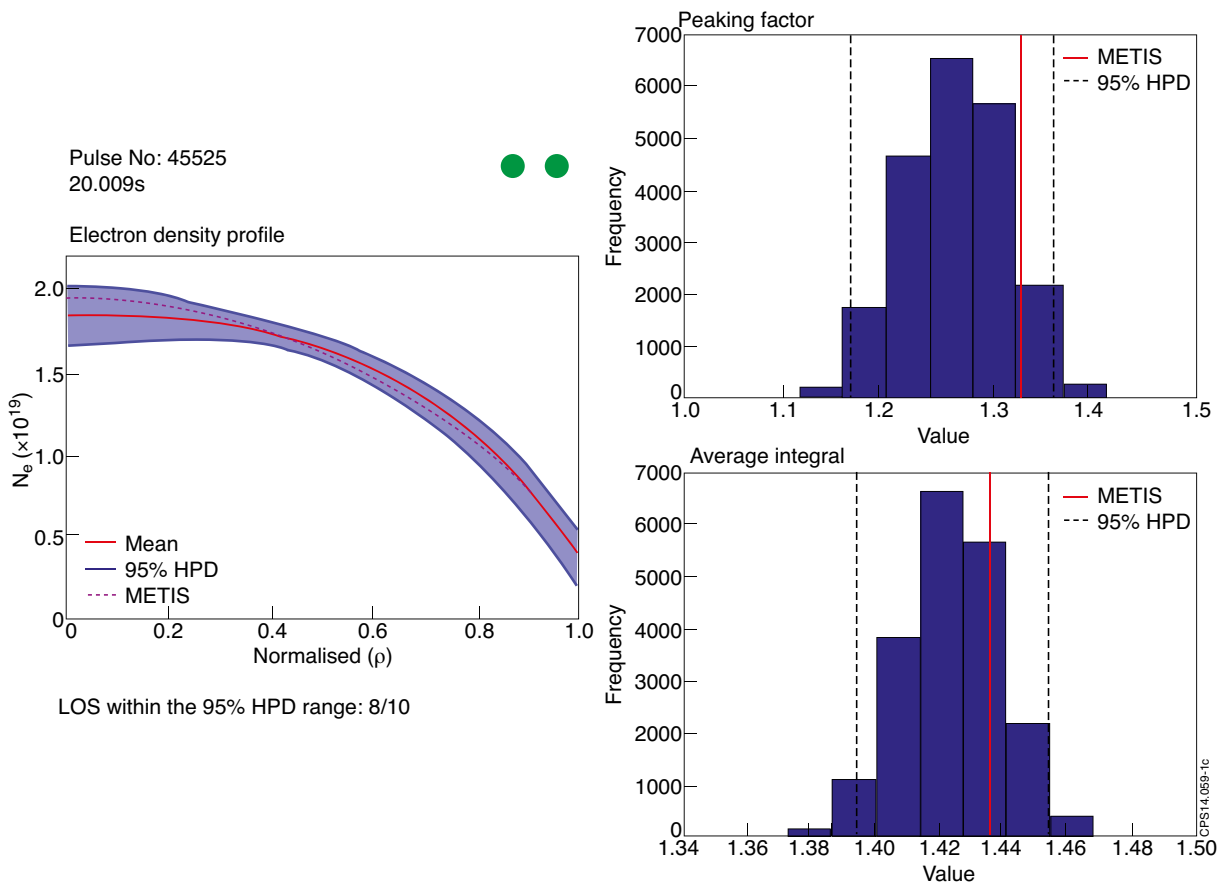 Pulse No: 45525
20.009s
Electron density profile
2.0
1.5
1.0
0.5
0
Ne (×10¹⁹)
0 0.2 0.4 0.6 0.8 1.0
Normalised (ρ)
Mean
95% HPD
METIS
LOS within the 95% HPD range: 8/10
Peaking factor
7000
6000
5000
4000
3000
2000
1000
0
Frequency
1.0 1.1 1.2 1.3 1.4 1.5
Value
METIS
95% HPD
Average integral
7000
6000
5000
4000
3000
2000
1000
0
Frequency
1.34 1.36 1.38 1.40 1.42 1.44 1.46 1.48 1.50
Value
METIS
95% HPD
CPS14.059-1c